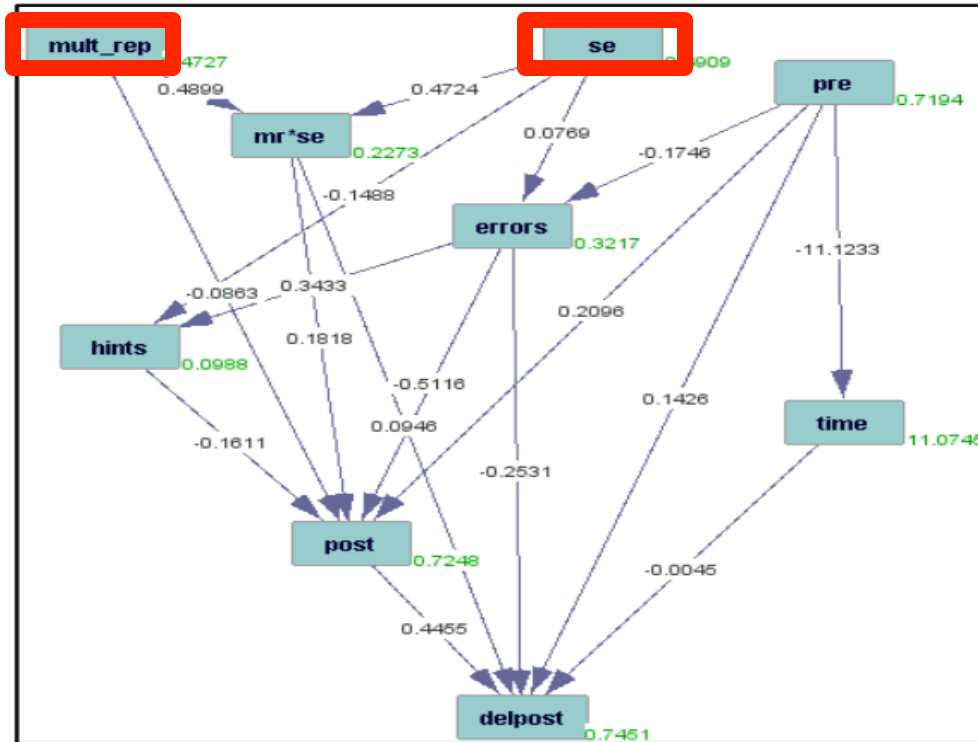 mult_rep
se
pre
0.7194
0.4899
0.4724
mr*se
0.2273
0.0769
-0.1746
-0.1488
errors
0.3217
-11.1233
-0.0863
0.3433
0.2096
hints
0.0988
0.1818
-0.5116
0.0946
0.1426
time
-0.1611
-0.2531
post
0.7248
-0.0045
0.4455
delpost
0.7451